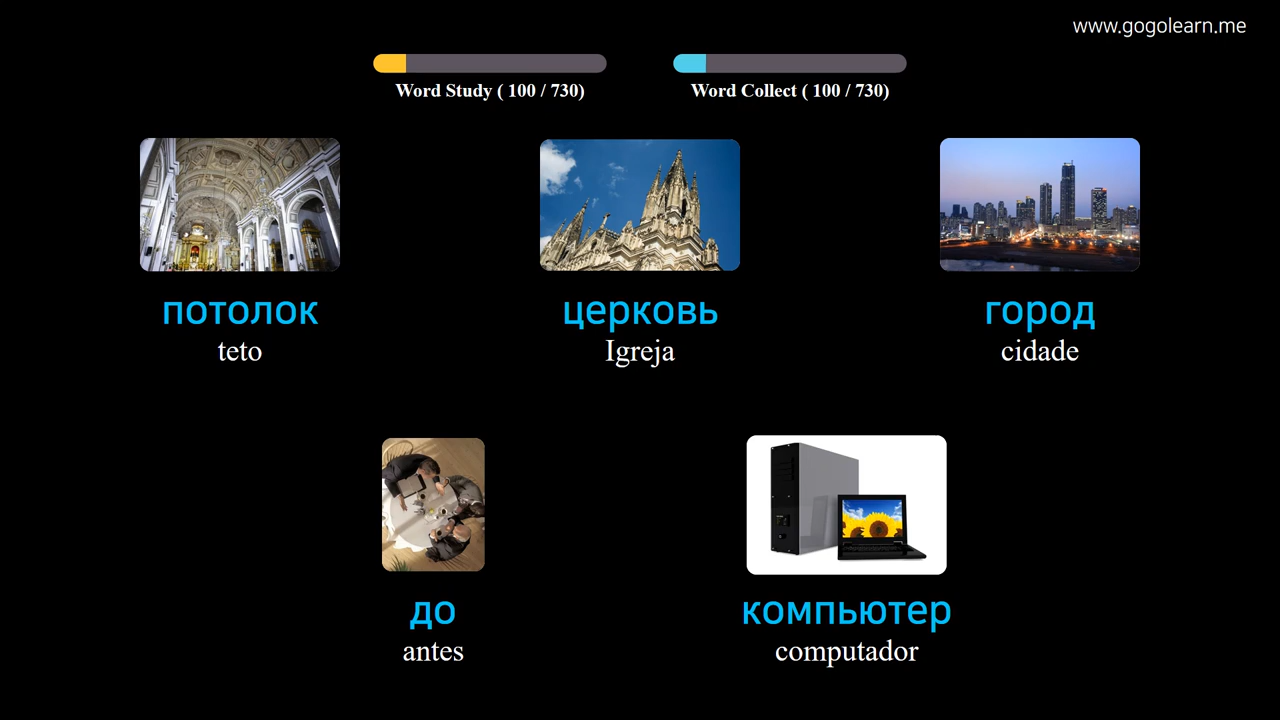 www.gogolearn.me
Word Study ( 100 / 730)
Word Collect ( 100 / 730)
потолок
teto
церковь
Igreja
город
cidade
до
antes
компьютер
computador